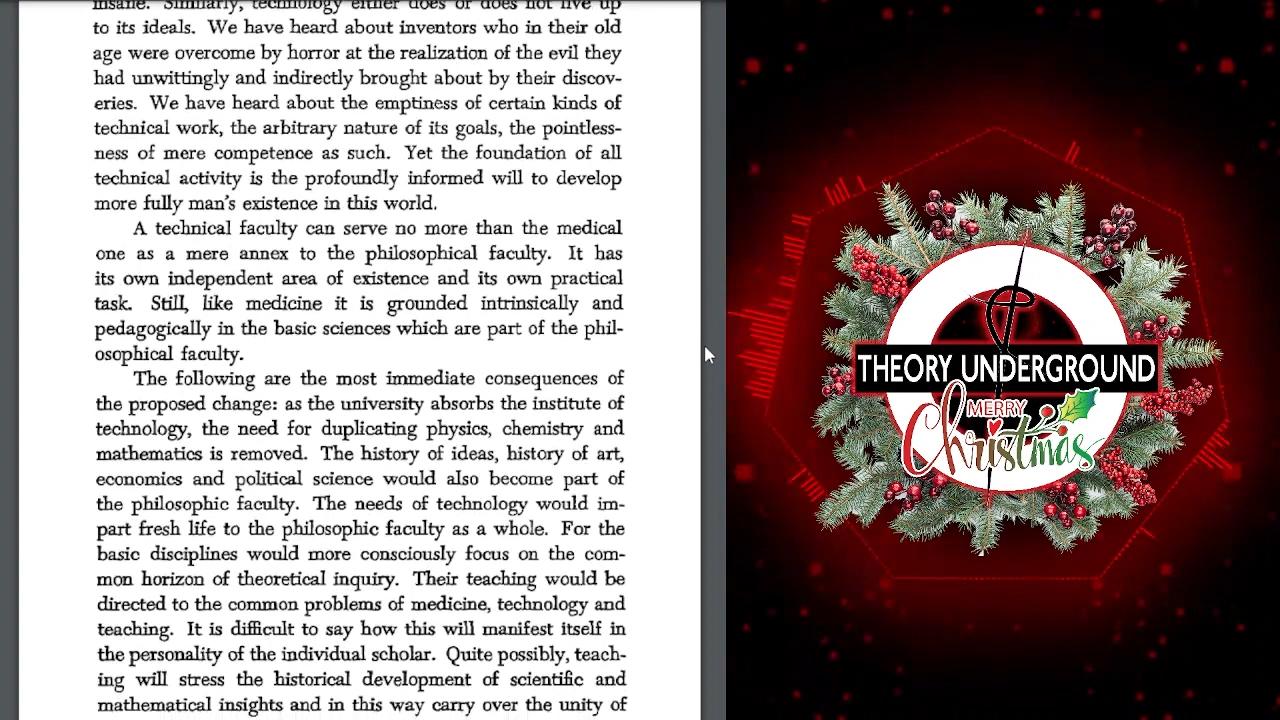 insane. Similarly, technology either does or does not live up
to its ideals. We have heard about inventors who in their old
age were overcome by horror at the realization of the evil they
had unwittingly and indirectly brought about by their discov-
eries. We have heard about the emptiness of certain kinds of
technical work, the arbitrary nature of its goals, the pointless-
ness of mere competence as such. Yet the foundation of all
technical activity is the profoundly informed will to develop
more fully man's existence in this world.
A technical faculty can serve no more than the medical
one as a mere annex to the philosophical faculty. It has
its own independent area of existence and its own practical
task. Still, like medicine it is grounded intrinsically and
pedagogically in the basic sciences which are part of the phil-
osophical faculty.
The following are the most immediate consequences of
the proposed change: as the university absorbs the institute of
technology, the need for duplicating physics, chemistry and
mathematics is removed. The history of ideas, history of art,
economics and political science would also become part of
the philosophic faculty. The needs of technology would im-
part fresh life to the philosophic faculty as a whole. For the
basic disciplines would more consciously focus on the com-
mon horizon of theoretical inquiry. Their teaching would be
directed to the common problems of medicine, technology and
teaching. It is difficult to say how this will manifest itself in
the personality of the individual scholar. Quite possibly, teach-
ing will stress the historical development of scientific and
mathematical insights and in this way carry over the unity of
THEORY UNDERGROUND
MERRY
Christmas